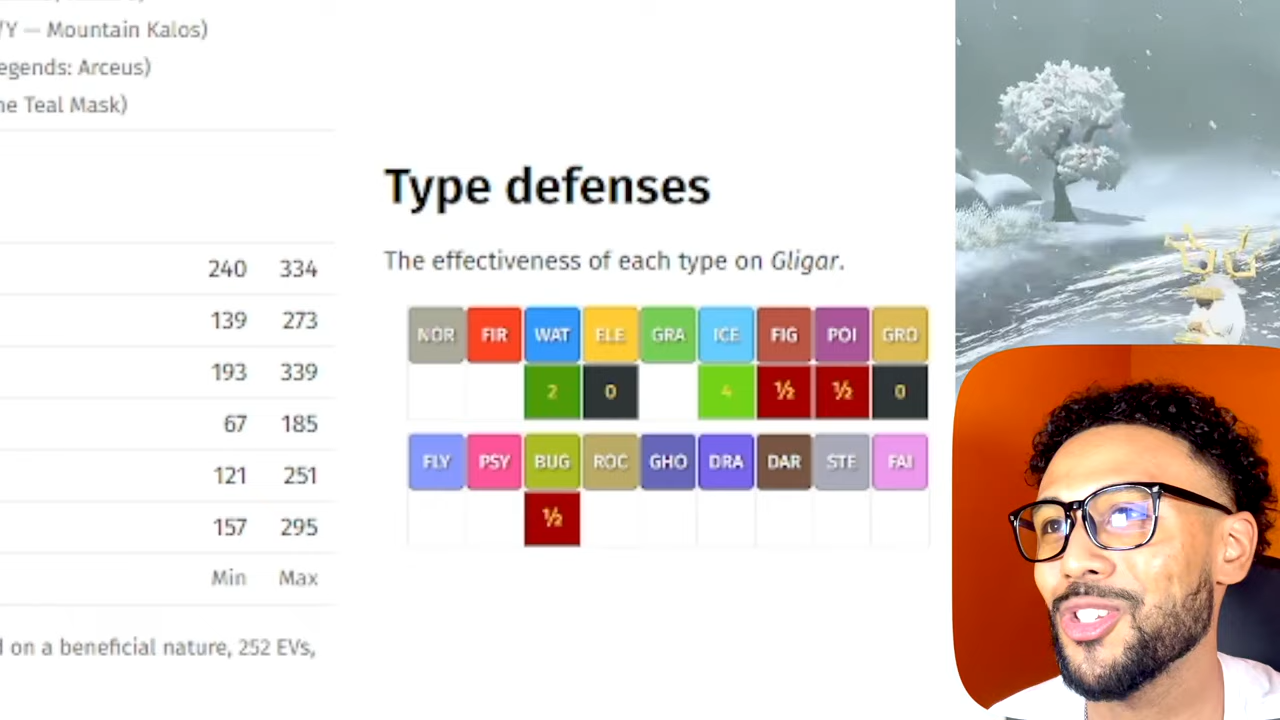 /Y — Mountain Kalos)
egends: Arceus)
ne Teal Mask)
240 334
139 273
193 339
67 185
121 251
157 295
Min Max
on a beneficial nature, 252 EVs,
Type defenses
The effectiveness of each type on Gligar.
NOR FIR WAT ELE GRA ICE FIG POI GRO
2 0 4 ½ ½ 0
FLY PSY BUG ROC GHO DRA DAR STE FAI
½